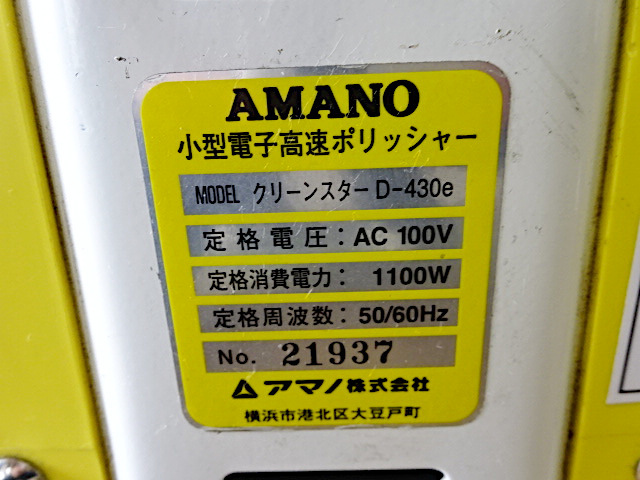 AMANO
小型電子高速ポリッシャー
MODEL クリーンスター D-430e
定格電圧: AC 100V
定格消費電力: 1100W
定格周波数: 50/60Hz
No. 21937
アマノ株式会社
横浜市港北区大豆戸町